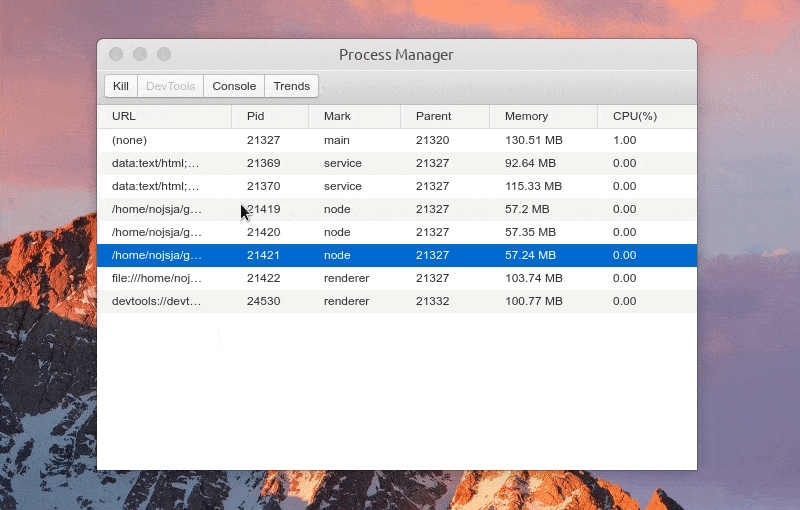 Process Manager
Kill DevTools Console Trends
URL Pid Mark Parent Memory CPU(%)
(none) 21327 main 21320 130.51 MB 1.00
data:text/html;... 21369 service 21327 92.64 MB 0.00
data:text/html;... 21370 service 21327 115.33 MB 0.00
/home/nojsja/g... 21419 node 21327 57.2 MB 0.00
/home/nojsja/g... 21420 node 21327 57.35 MB 0.00
/home/nojsja/g... 21421 node 21327 57.24 MB 0.00
file:///home/noj... 21422 renderer 21327 103.74 MB 0.00
devtools://devt... 24530 renderer 21332 100.77 MB 0.00